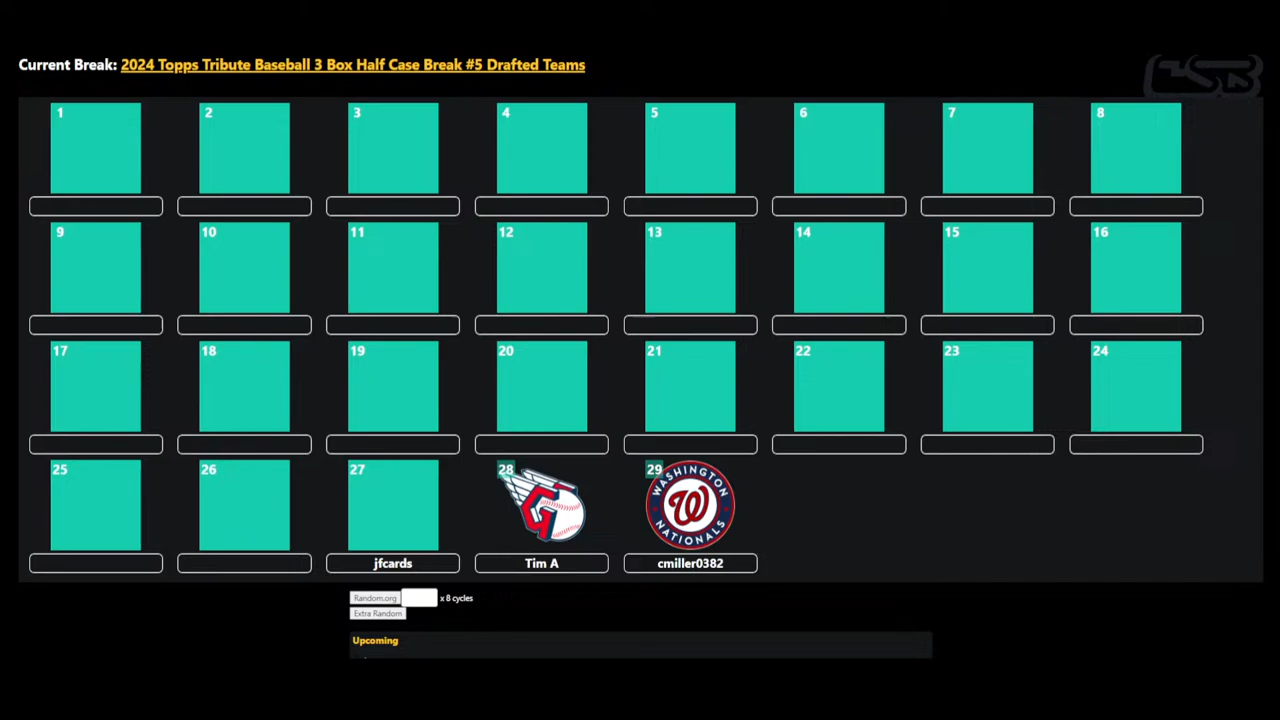 Current Break: 2024 Topps Tribute Baseball 3 Box Half Case Break #5 Drafted Teams
CSB
1 2 3 4 5 6 7 8
9 10 11 12 13 14 15 16
17 18 19 20 21 22 23 24
25 26 27 28 29
WASHINGTON
W
NATIONALS
jfcards Tim A cmiller0382
Random.org x 8 cycles
Extra Random
Upcoming